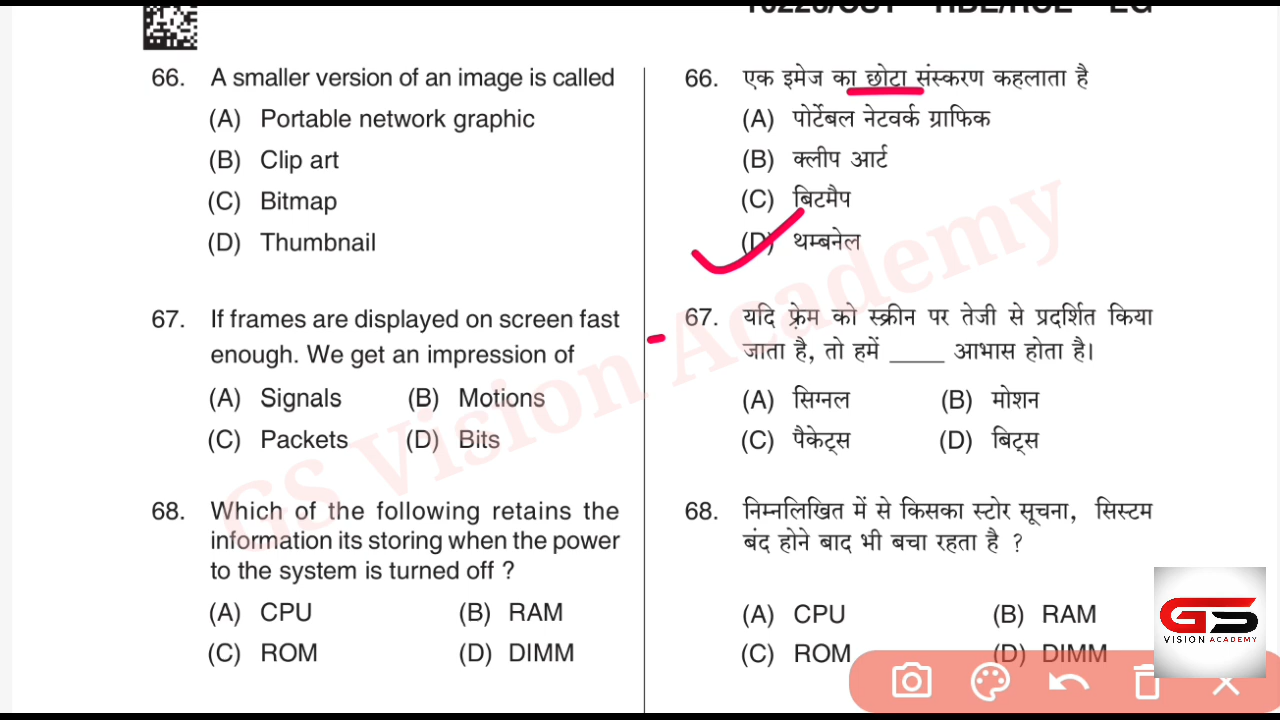 66. A smaller version of an image is called
(A) Portable network graphic
(B) Clip art
(C) Bitmap
(D) Thumbnail
67. If frames are displayed on screen fast
enough. We get an impression of
(A) Signals (B) Motions
(C) Packets (D) Bits
68. Which of the following retains the
information its storing when the power
to the system is turned off ?
(A) CPU (B) RAM
(C) ROM (D) DIMM
66. एक इमेज का छोटा संस्करण कहलाता है
(A) पोर्टेबल नेटवर्क ग्राफिक
(B) क्लीप आर्ट
(C) बिटमैप
(D) थम्बनेल
67. यदि फ्रेम को स्क्रीन पर तेजी से प्रदर्शित किया
जाता है, तो हमें ____ आभास होता है।
(A) सिग्नल (B) मोशन
(C) पैकेट्स (D) बिट्स
68. निम्नलिखित में से किसका स्टोर सूचना, सिस्टम
बंद होने बाद भी बचा रहता है ?
(A) CPU (B) RAM
(C) ROM (D) DIMM
GS Vision Academy
GS
VISION ACADEMY